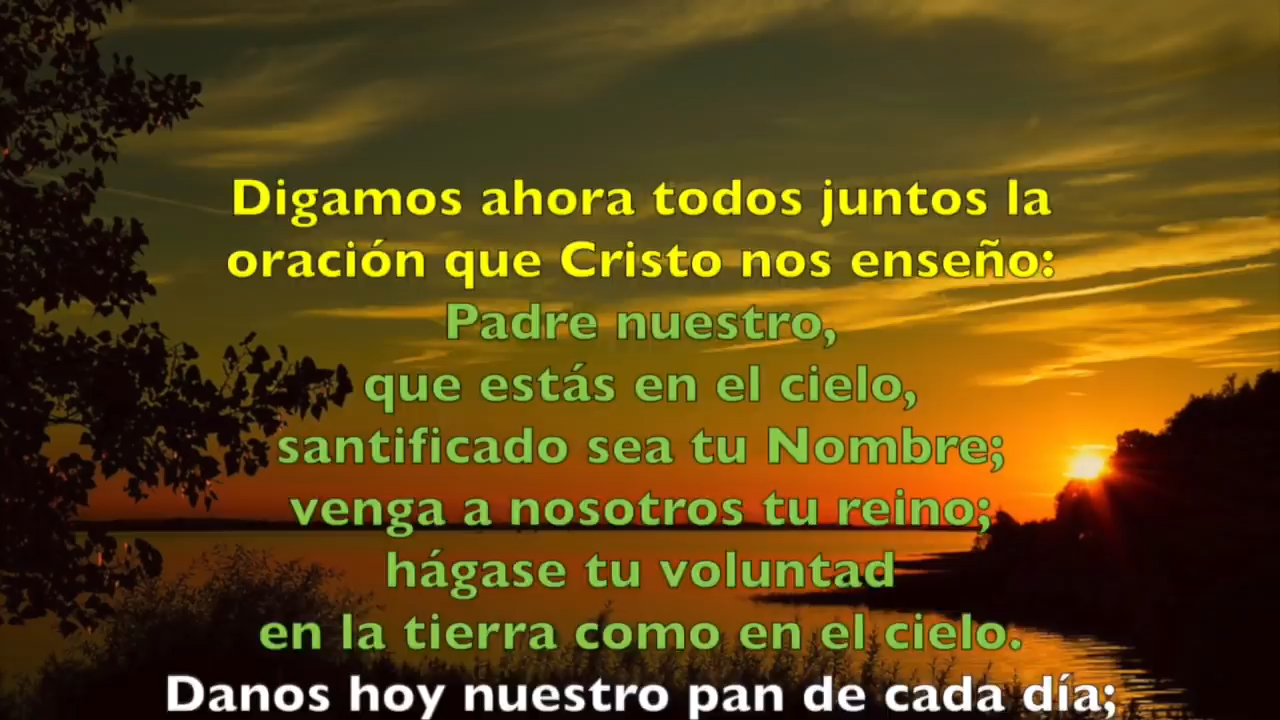 Digamos ahora todos juntos la
oración que Cristo nos enseño:
Padre nuestro,
que estás en el cielo,
santificado sea tu Nombre;
venga a nosotros tu reino;
hágase tu voluntad
en la tierra como en el cielo.
Danos hoy nuestro pan de cada día;